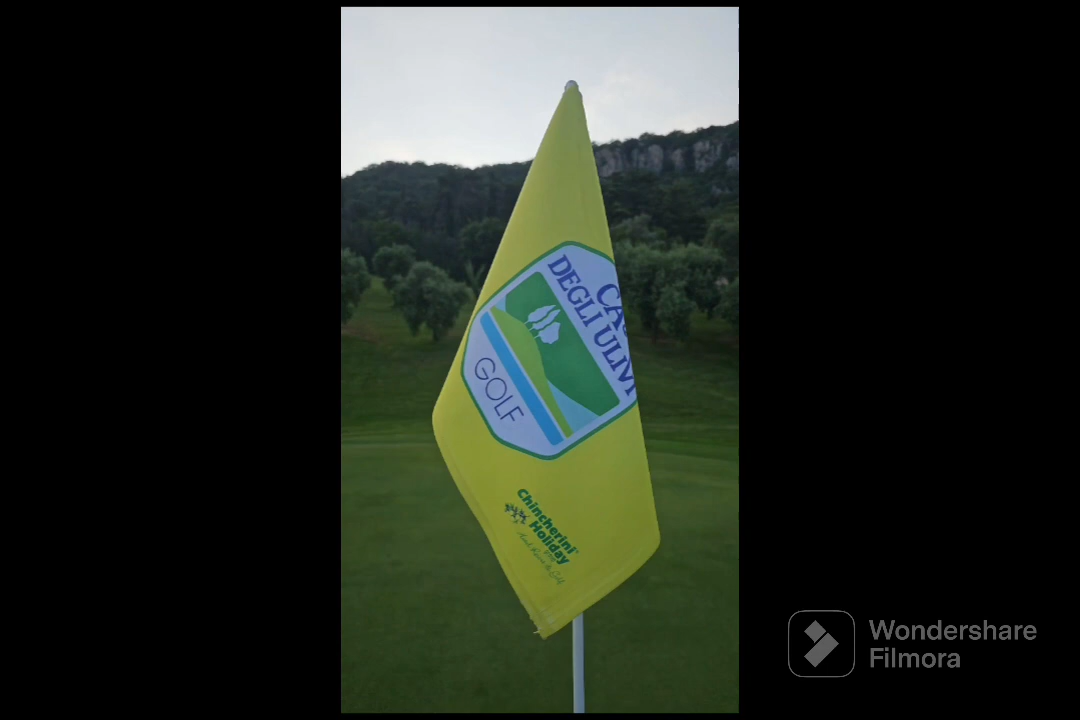 CA
DEGLI ULIVI
GOLF
Chincherini
Holiday
Wondershare
Filmora